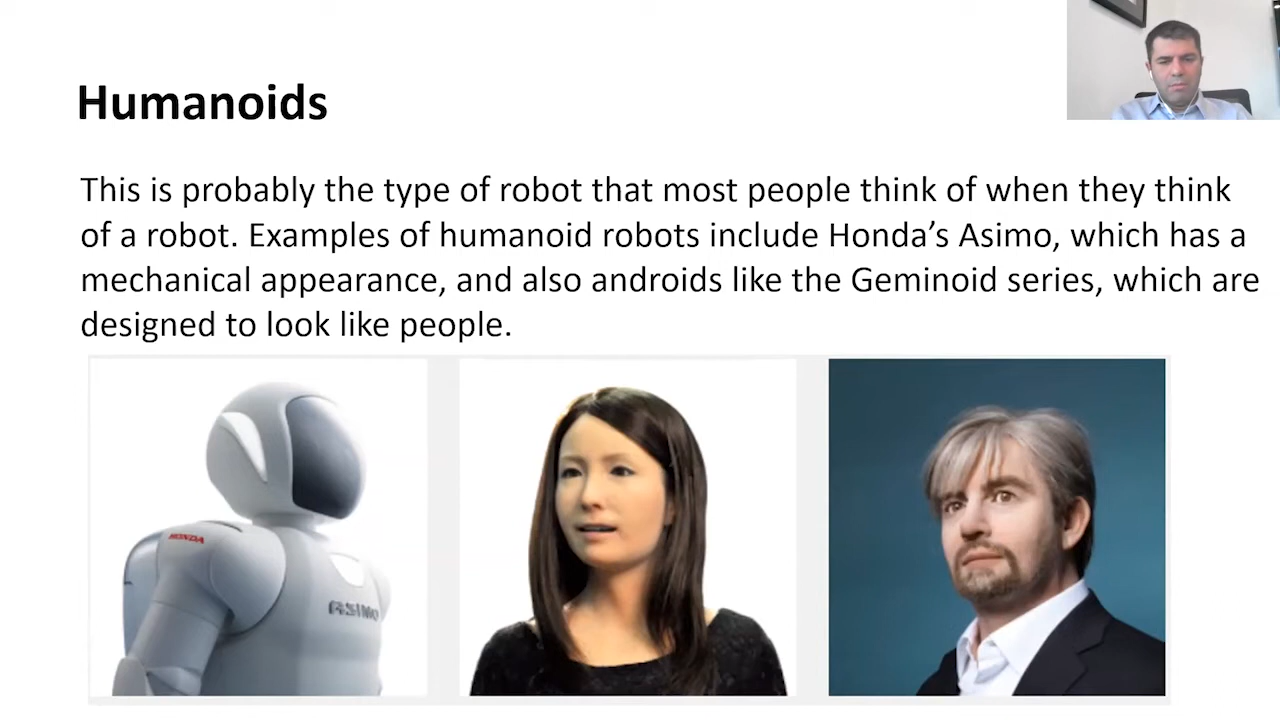 Humanoids
This is probably the type of robot that most people think of when they think
of a robot. Examples of humanoid robots include Honda’s Asimo, which has a
mechanical appearance, and also androids like the Geminoid series, which are
designed to look like people.
HONDA
ASIMO